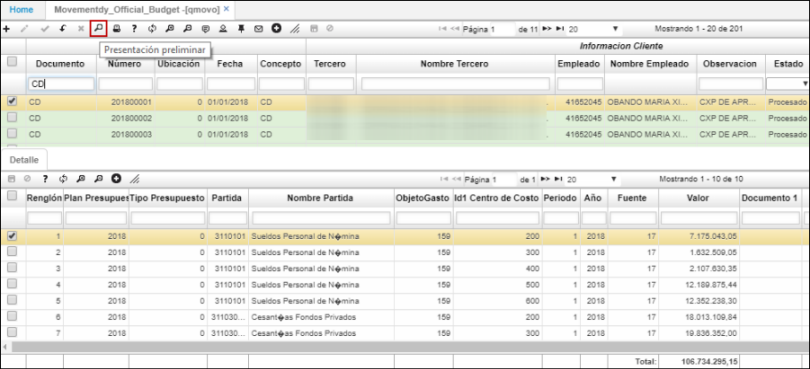 Home Movementdy_Official_Budget -[qmovo] ×
Página 1 de 11 20 Mostrando 1 - 20 de 201
Presentación preliminar
Informacion Cliente
Documento Número Ubicación Fecha Concepto Tercero Nombre Tercero Empleado Nombre Empleado Observacion Estado
CD
CD 201800001 0 01/01/2018 CD . 41652045 OBANDO MARIA XI... CXP DE APR... Procesado
CD 201800002 0 01/01/2018 CD . 41652045 OBANDO MARIA XI... CXP DE APR... Procesado
CD 201800003 0 01/01/2018 CD . 41652045 OBANDO MARIA XI... CXP DE APR... Procesado
Detalle
Página 1 de 1 20 Mostrando 1 - 10 de 10
Renglón Plan Presupues Tipo Presupuesto Partida Nombre Partida ObjetoGasto Id1 Centro de Costo Periodo Año Fuente Valor Documento 1
1 2018 0 3110101 Sueldos Personal de N�mina 159 200 1 2018 17 7.175.043,05
2 2018 0 3110101 Sueldos Personal de N�mina 159 300 1 2018 17 1.632.509,05
3 2018 0 3110101 Sueldos Personal de N�mina 159 400 1 2018 17 2.107.630,35
4 2018 0 3110101 Sueldos Personal de N�mina 159 500 1 2018 17 12.189.875,44
5 2018 0 3110101 Sueldos Personal de N�mina 159 600 1 2018 17 12.352.238,30
6 2018 0 311030... Cesant�as Fondos Privados 159 200 1 2018 17 18.013.109,84
7 2018 0 311030... Cesant�as Fondos Privados 159 300 1 2018 17 19.836.352,00
Total: 106.734.295,15